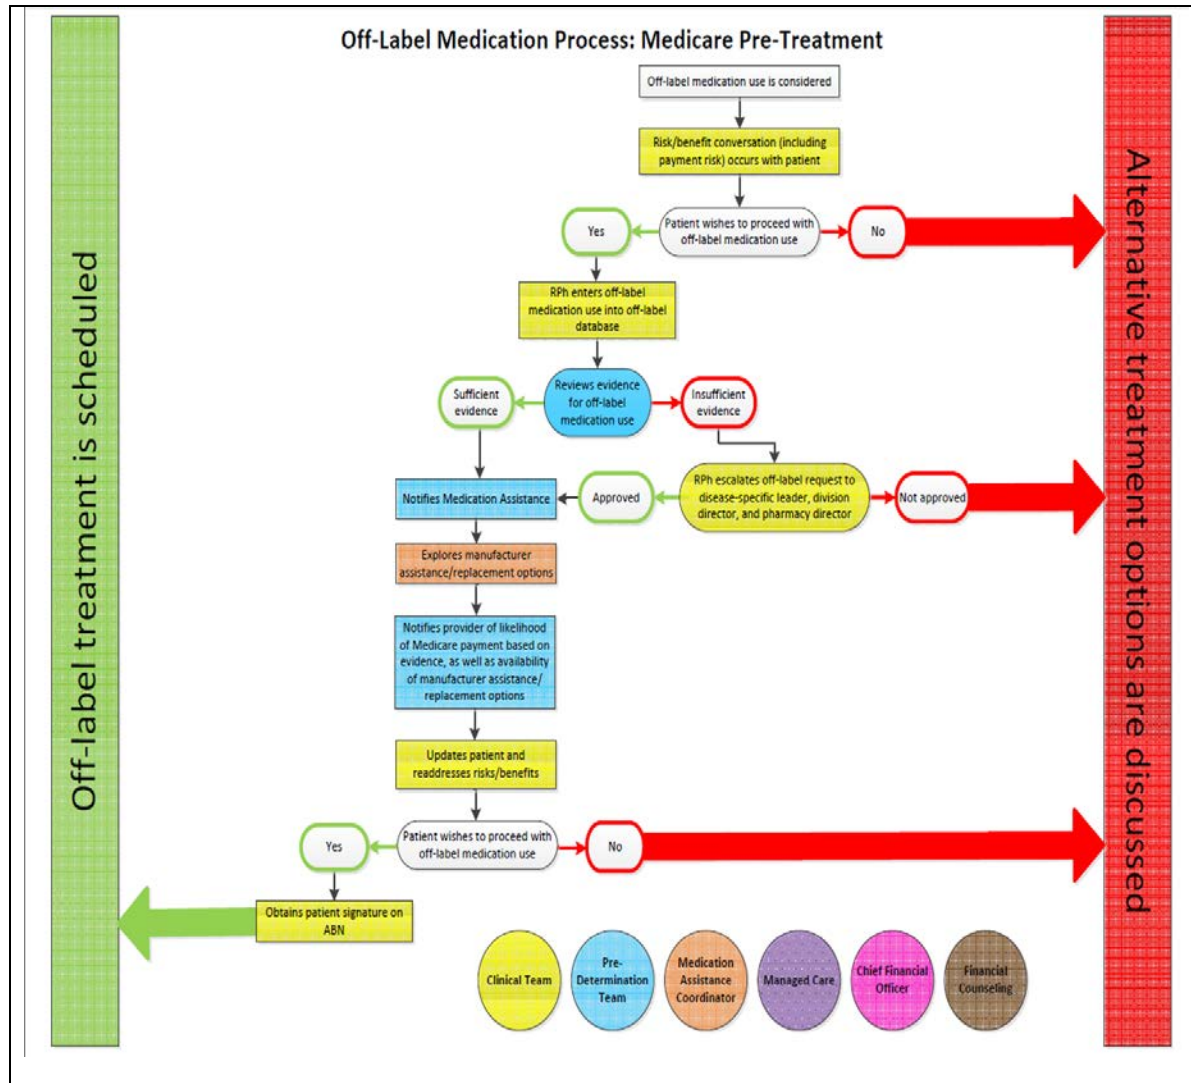 Off-Label Medication Process: Medicare Pre-Treatment
Off-label medication use is considered
Risk/benefit conversation (including
payment risk) occurs with patient
Patient wishes to proceed with
off-label medication use
Yes
No
RPh enters off-label
medication use into off-label
database
Reviews evidence
for off-label
medication use
Sufficient
evidence
Insufficient
evidence
RPh escalates off-label request to
disease-specific leader, division
director, and pharmacy director
Approved
Not approved
Notifies Medication Assistance
Explores manufacturer
assistance/replacement options
Notifies provider of likelihood
of Medicare payment based on
evidence, as well as availability
of manufacturer assistance/
replacement options
Updates patient and
readdresses risks/benefits
Patient wishes to proceed with
off-label medication use
Yes
No
Obtains patient signature on
ABN
Off-label treatment is scheduled
Alternative treatment options are discussed
Clinical Team
Pre-
Determination
Team
Medication
Assistance
Coordinator
Managed Care
Chief Financial
Officer
Financial
Counseling